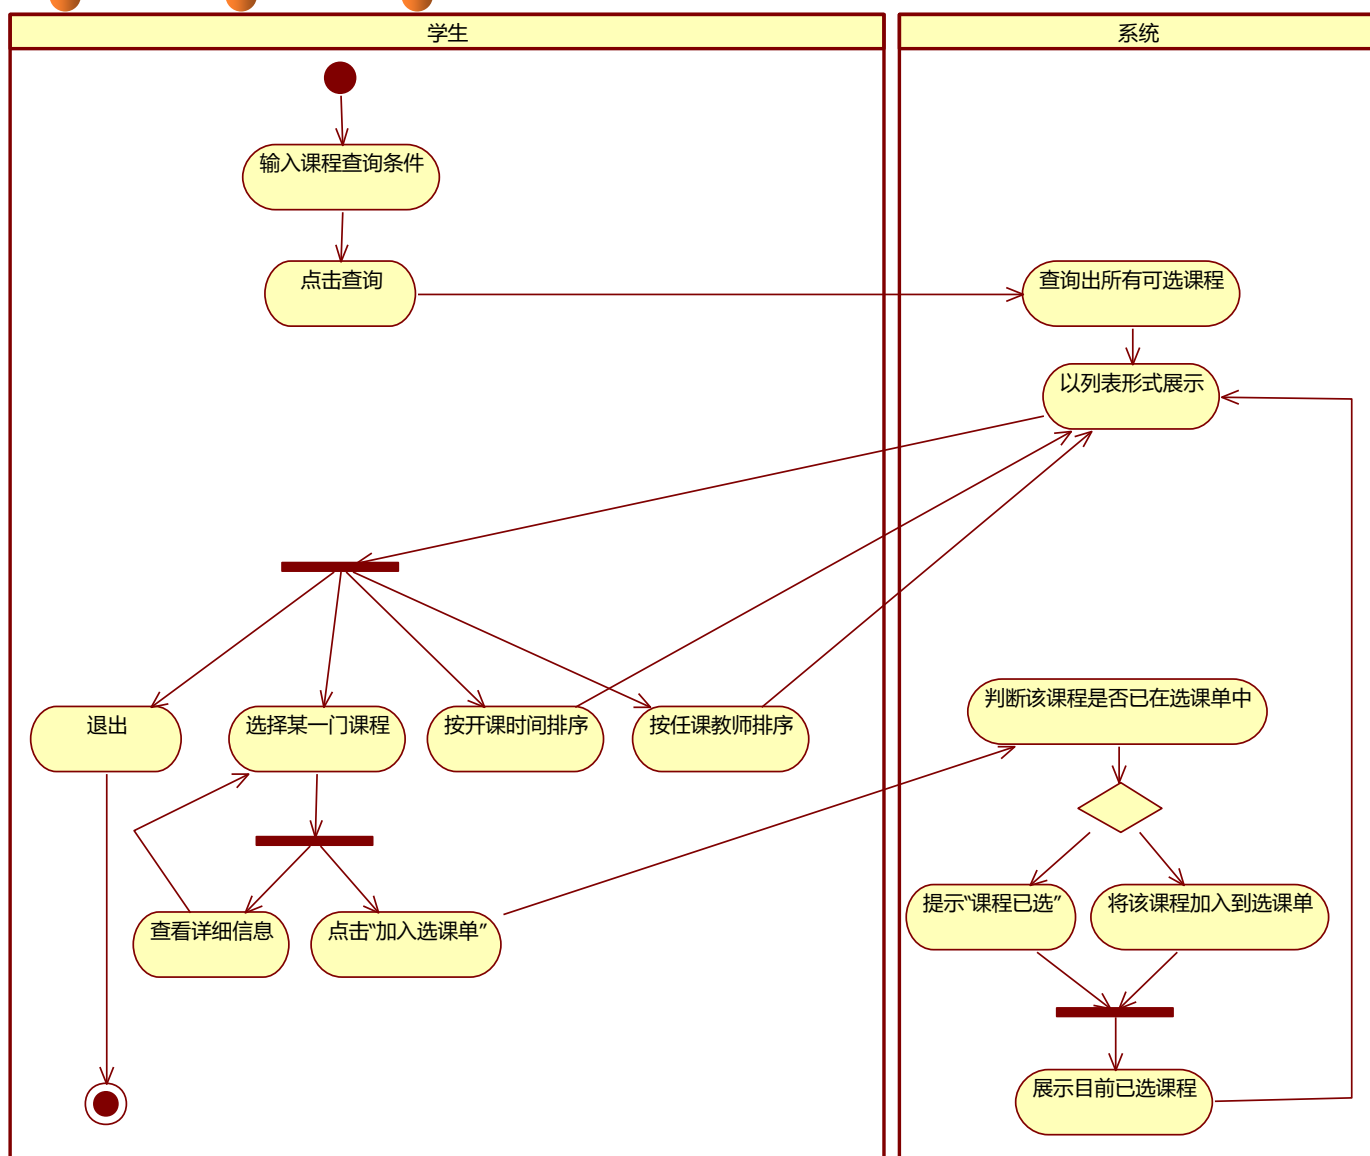 学生
系统
输入课程查询条件
点击查询
查询出所有可选课程
以列表形式展示
判断该课程是否已在选课单中
退出
选择某一门课程
按开课时间排序
按任课教师排序
提示“课程已选”
将该课程加入到选课单
查看详细信息
点击“加入选课单”
展示目前已选课程